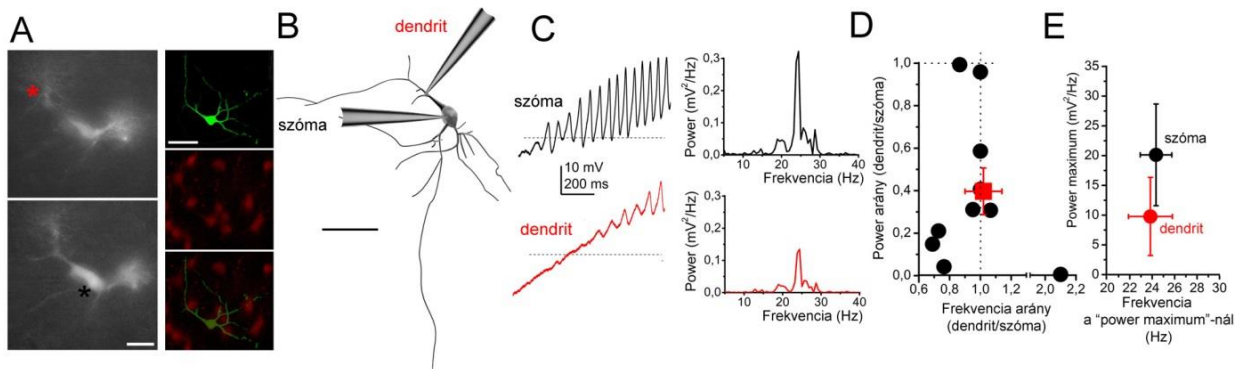 A
*
*
B
dendrit
szóma
C
szóma
10 mV
200 ms
dendrit
Power (mV²/Hz)
0,3
0,2
0,1
0,0
10 20 30 40
Frekvencia (Hz)
Power (mV²/Hz)
0,3
0,2
0,1
0,0
10 20 30 40
Frekvencia (Hz)
D
Power arány (dendrit/szóma)
1,0
0,8
0,6
0,4
0,2
0,0
0,6 0,8 1,0 1,2 2,0 2,2
Frekvencia arány
(dendrit/szóma)
E
Power maximum (mV²/Hz)
35
30
25
20
15
10
5
0
szóma
dendrit
20 22 24 26 28 30
Frekvencia
a “power maximum”-nál
(Hz)